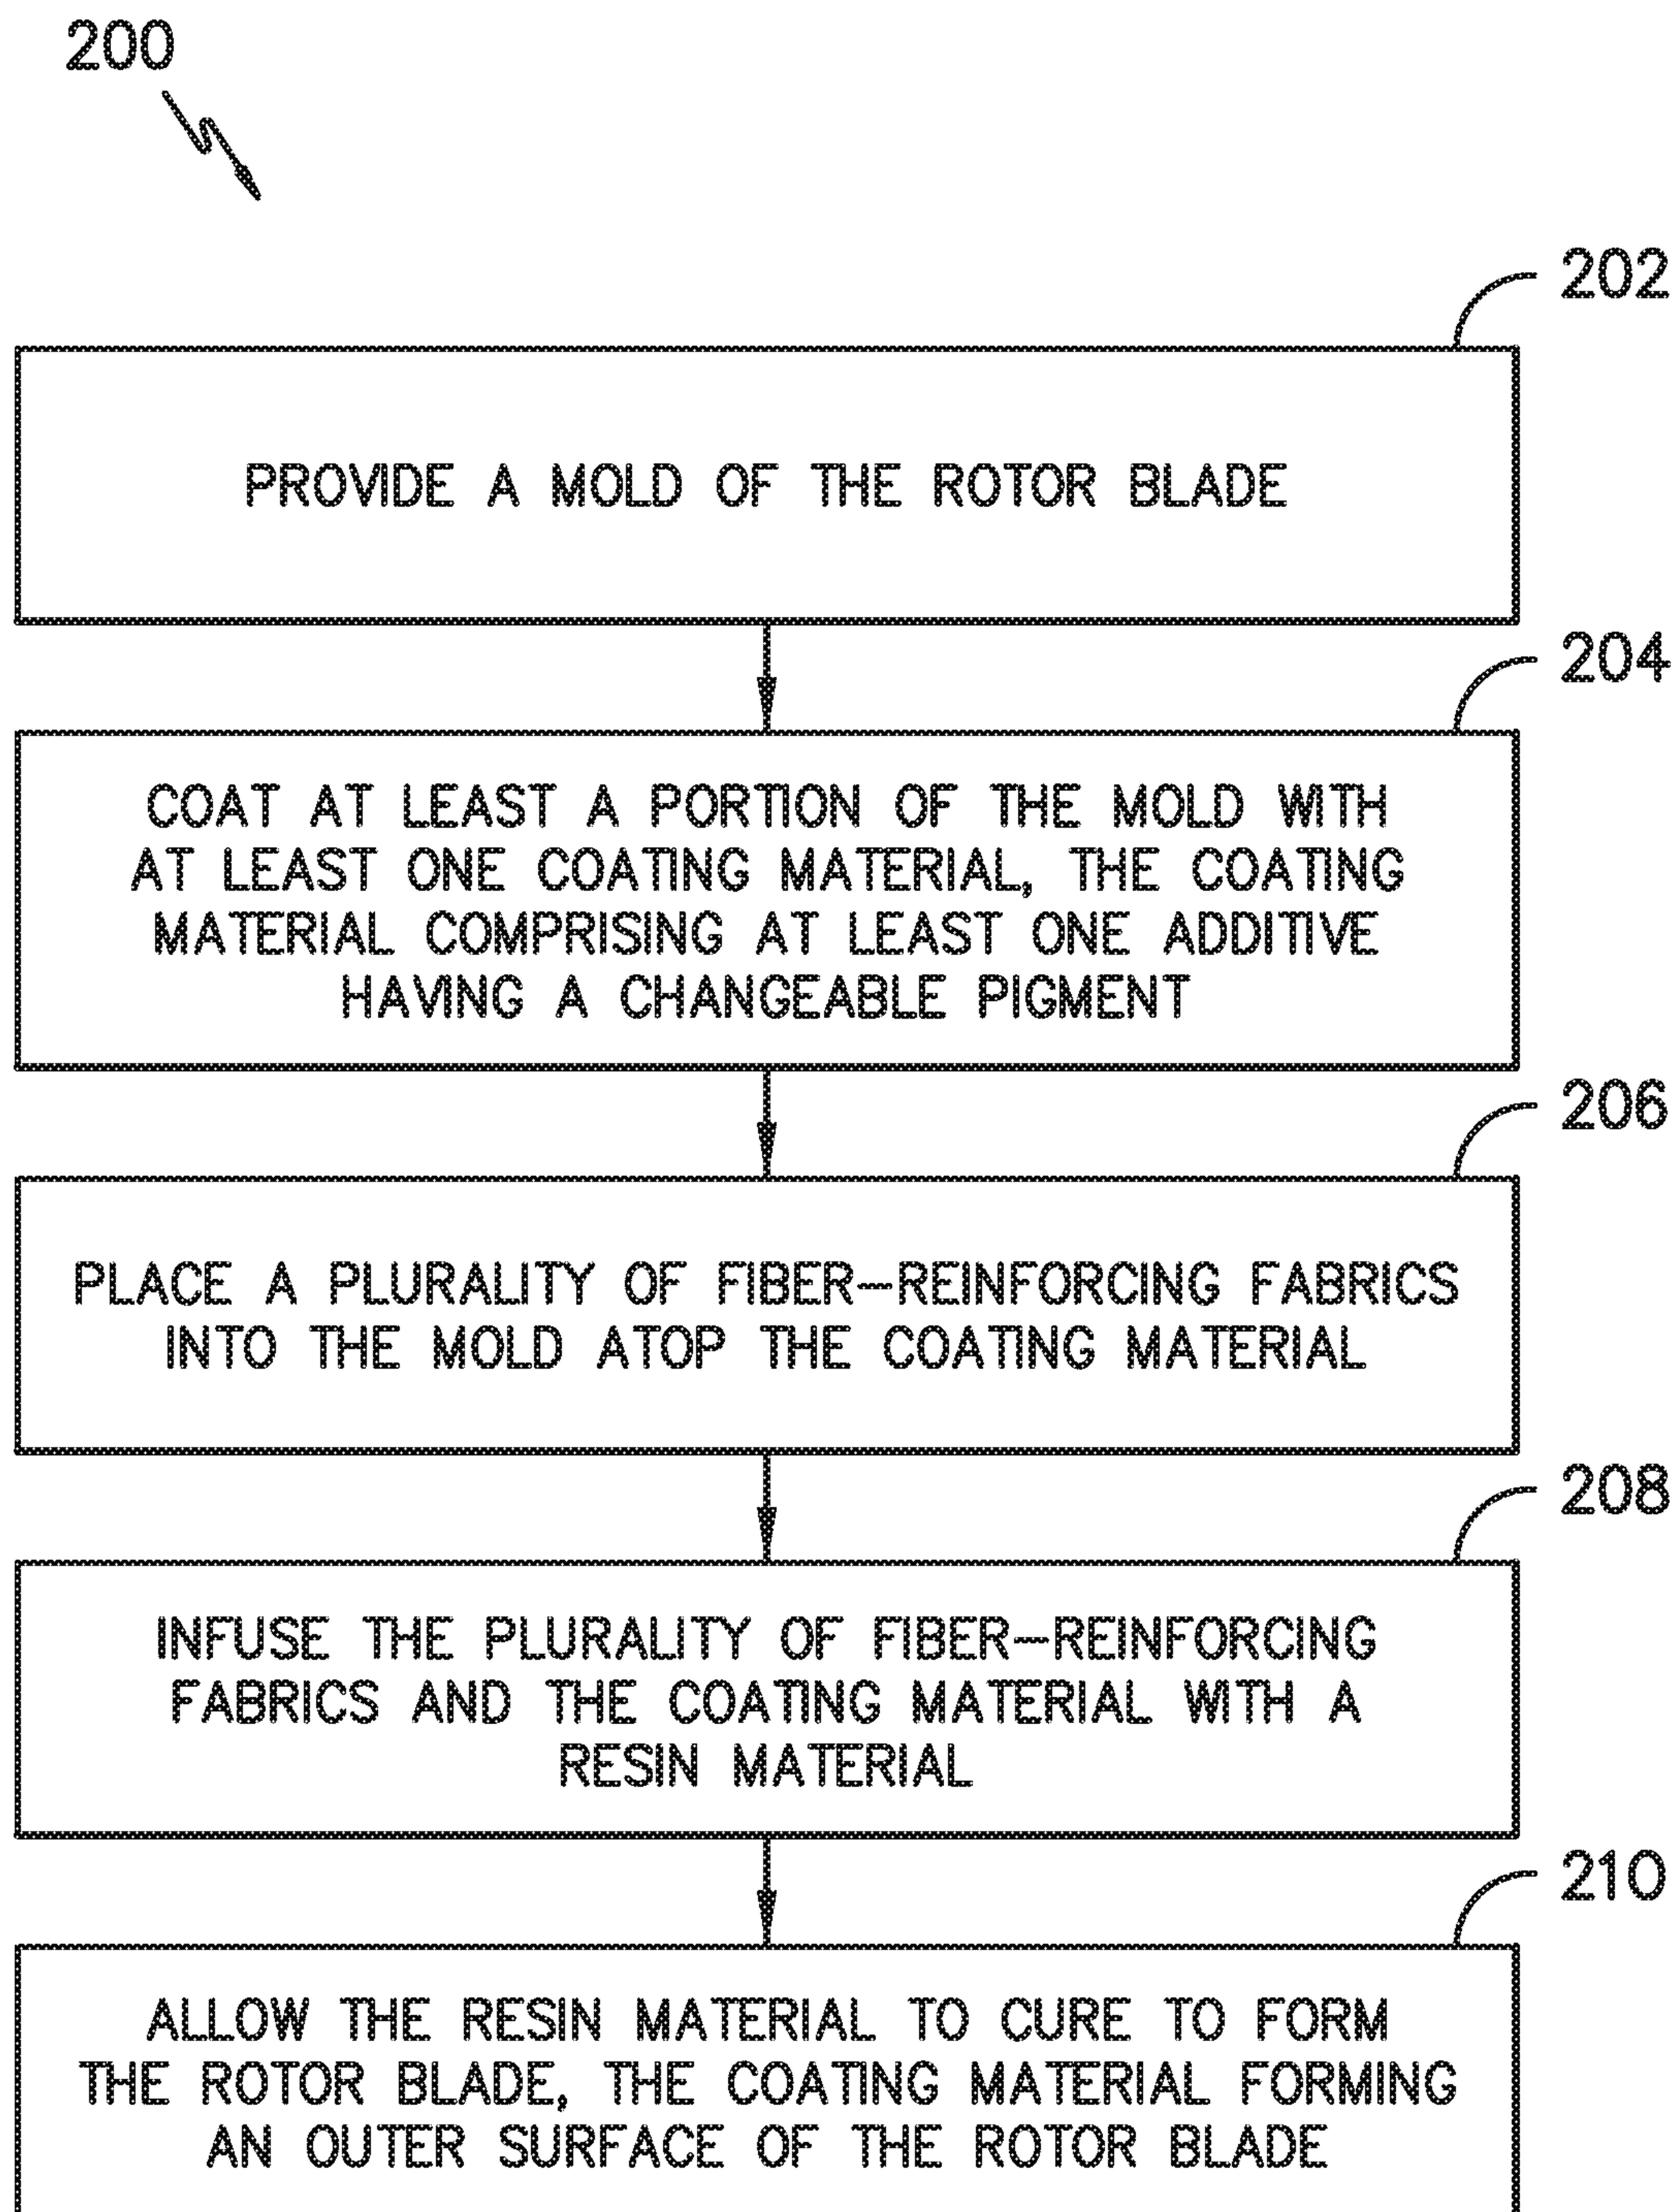 200
202
PROVIDE A MOLD OF THE ROTOR BLADE
204
COAT AT LEAST A PORTION OF THE MOLD WITH
AT LEAST ONE COATING MATERIAL, THE COATING
MATERIAL COMPRISING AT LEAST ONE ADDITIVE
HAVING A CHANGEABLE PIGMENT
206
PLACE A PLURALITY OF FIBER-REINFORCING FABRICS
INTO THE MOLD ATOP THE COATING MATERIAL
208
INFUSE THE PLURALITY OF FIBER-REINFORCING
FABRICS AND THE COATING MATERIAL WITH A
RESIN MATERIAL
210
ALLOW THE RESIN MATERIAL TO CURE TO FORM
THE ROTOR BLADE, THE COATING MATERIAL FORMING
AN OUTER SURFACE OF THE ROTOR BLADE